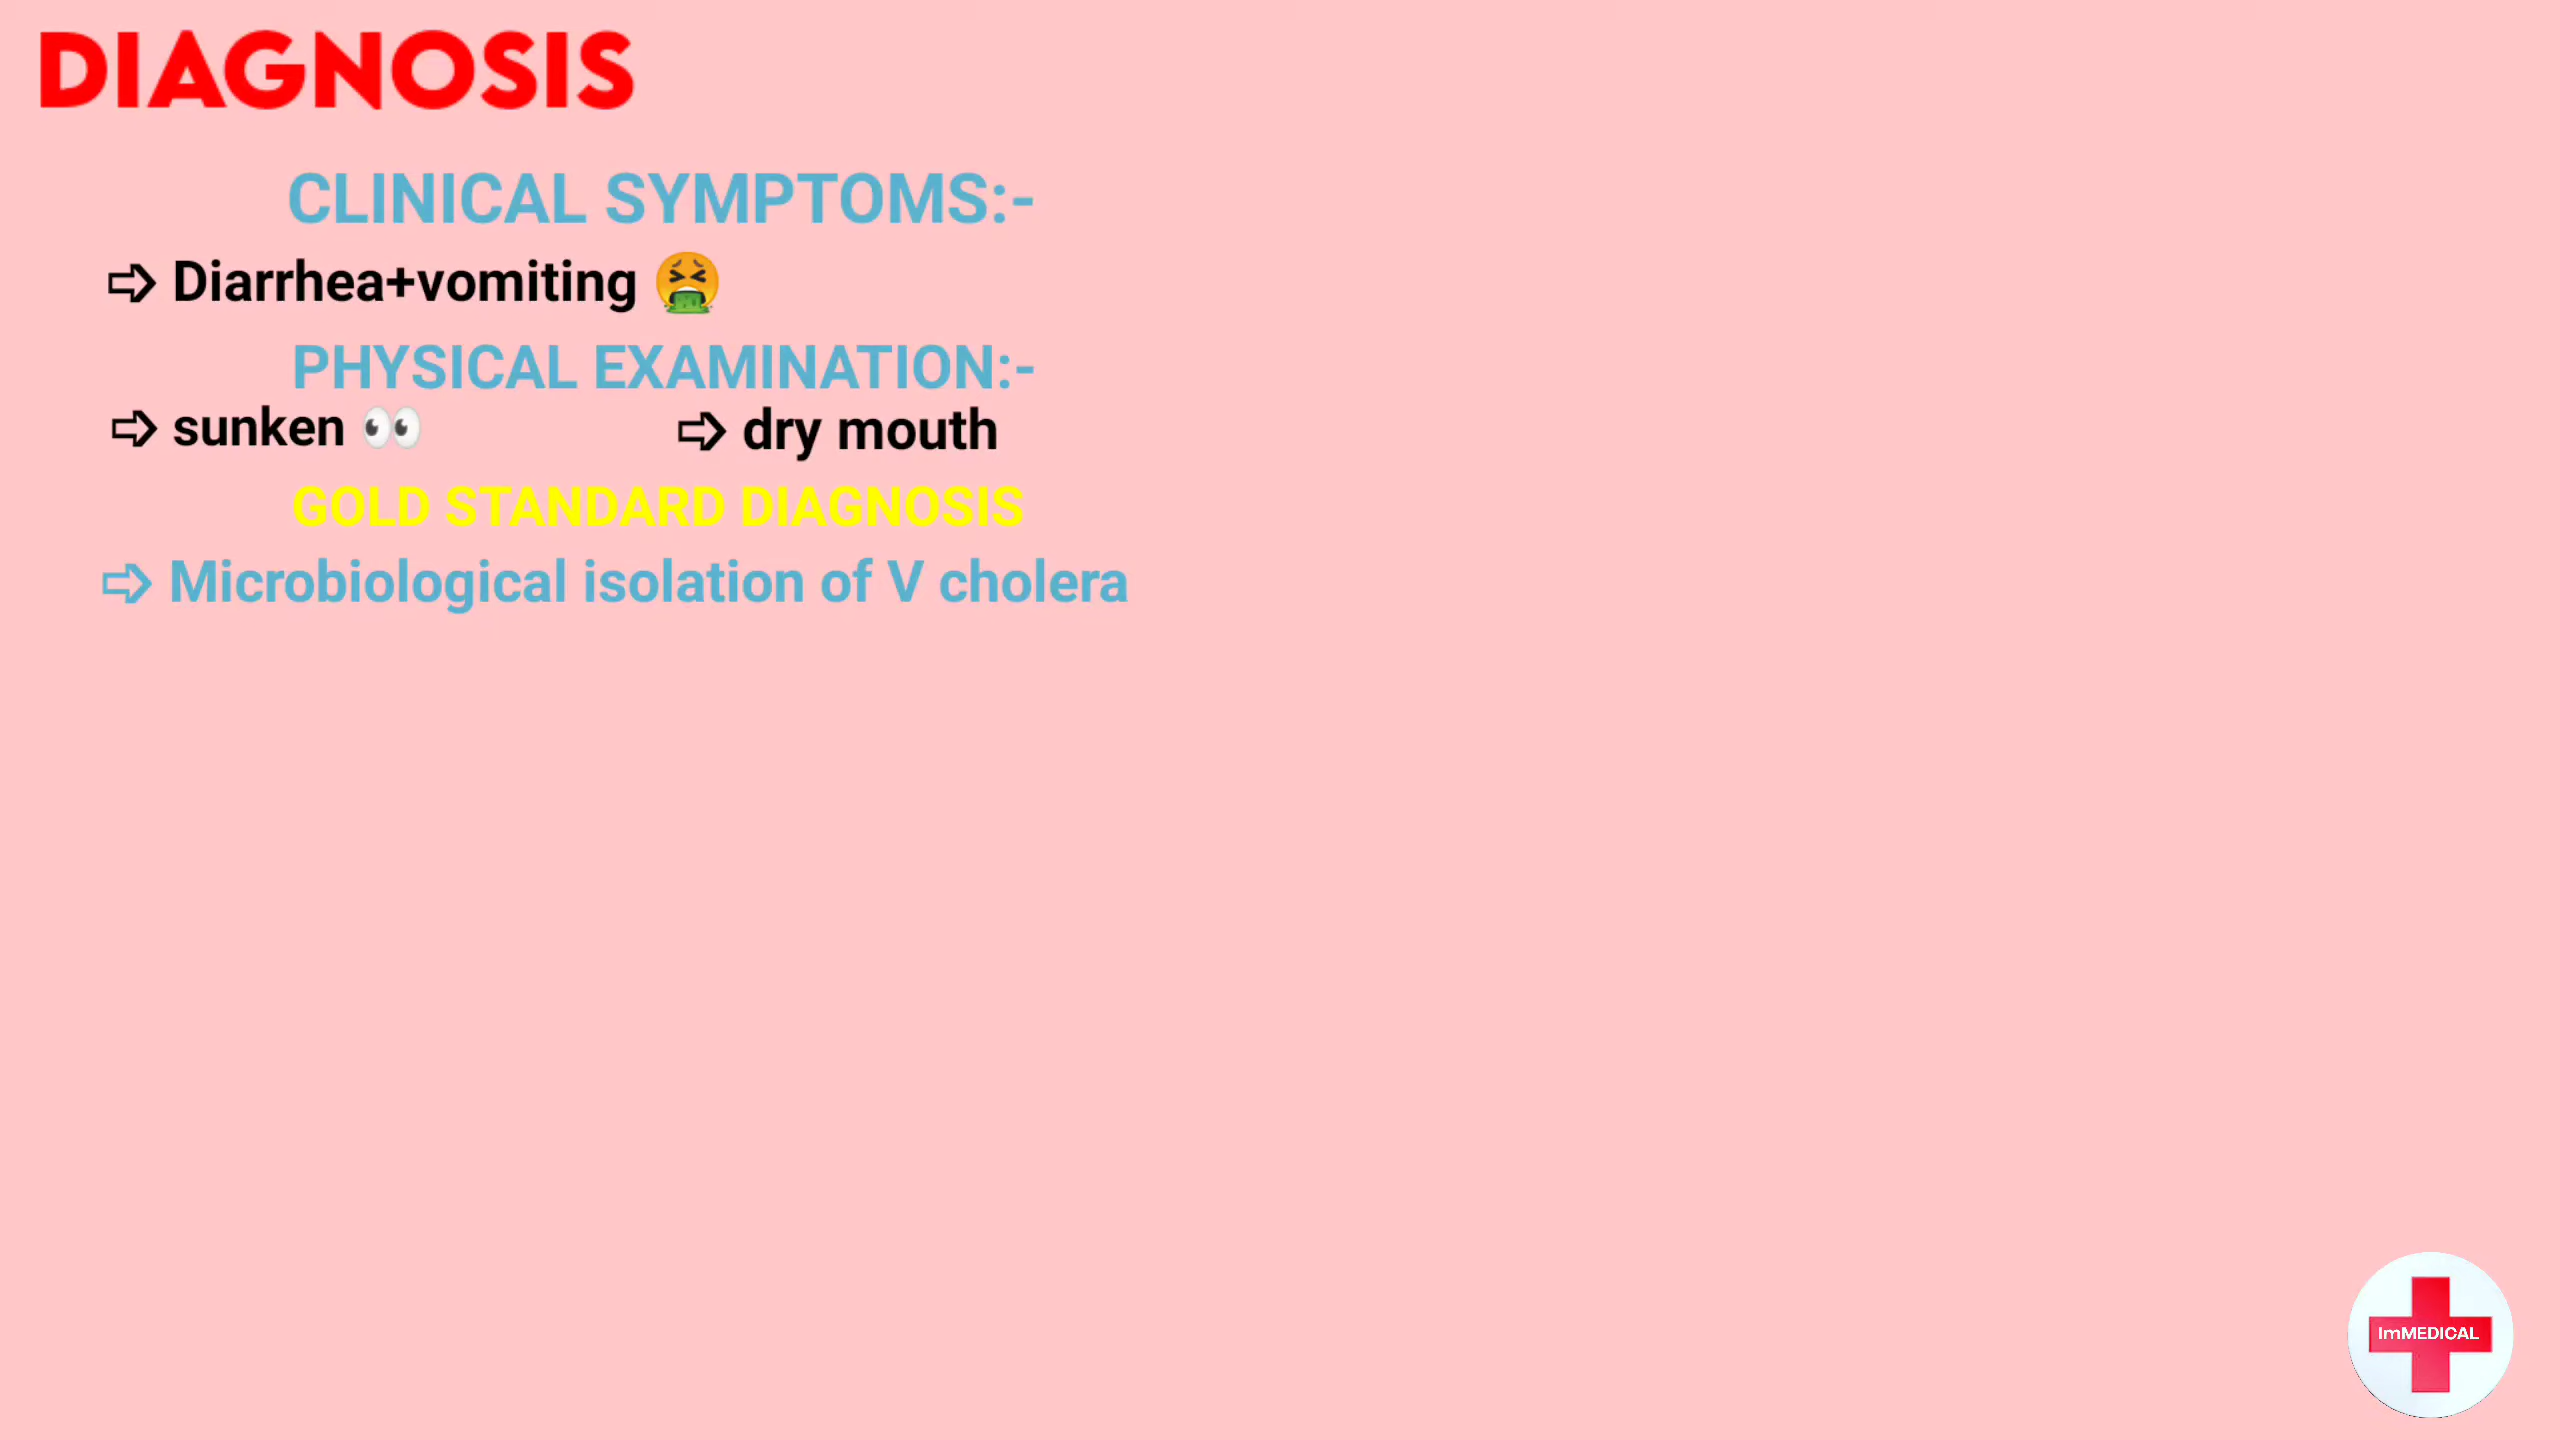 DIAGNOSIS
CLINICAL SYMPTOMS:-
➩ Diarrhea+vomiting 🤮
PHYSICAL EXAMINATION:-
➩ sunken 👀 ➩ dry mouth
GOLD STANDARD DIAGNOSIS
➩ Microbiological isolation of V cholera
ImMEDICAL